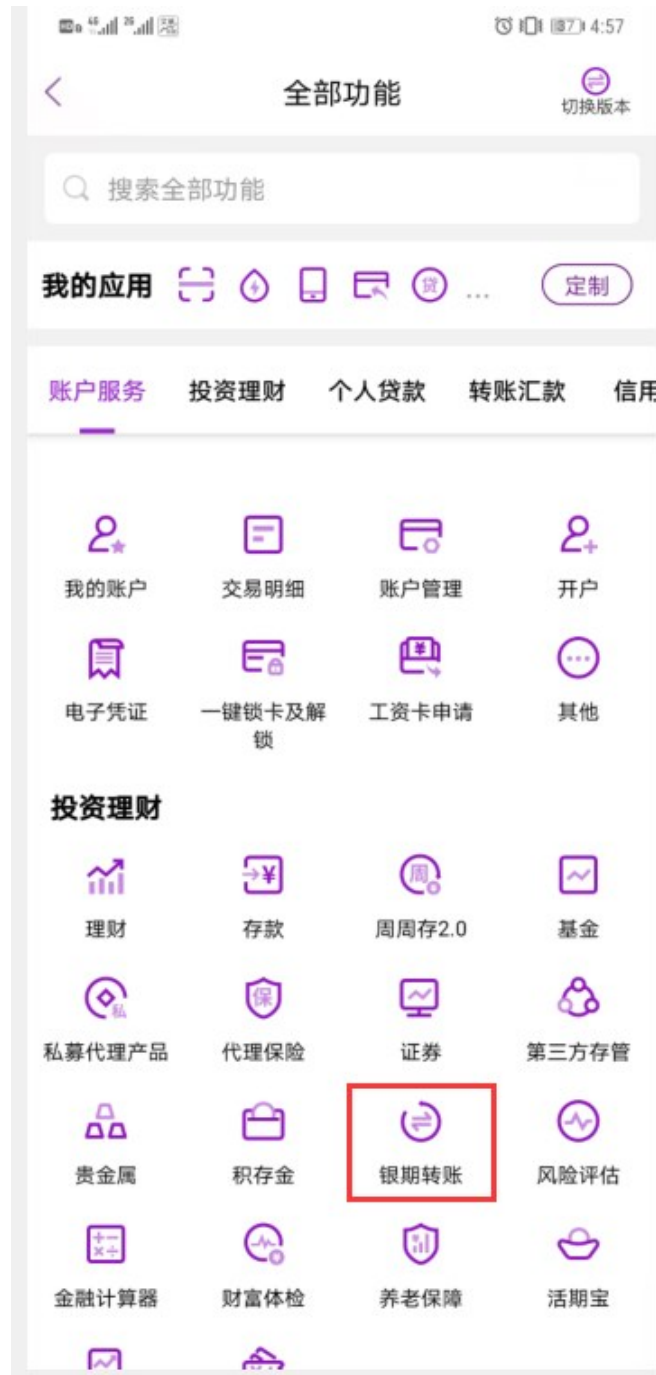 4:57
全部功能
切换版本
搜索全部功能
我的应用
贷
...
定制
账户服务 投资理财 个人贷款 转账汇款 信用
我的账户 交易明细 账户管理 开户
电子凭证 一键锁卡及解 工资卡申请 其他
锁
投资理财
周
理财 存款 周周存2.0 基金
私 保
私募代理产品 代理保险 证券 第三方存管
贵金属 积存金 银期转账 风险评估
金融计算器 财富体检 养老保障 活期宝